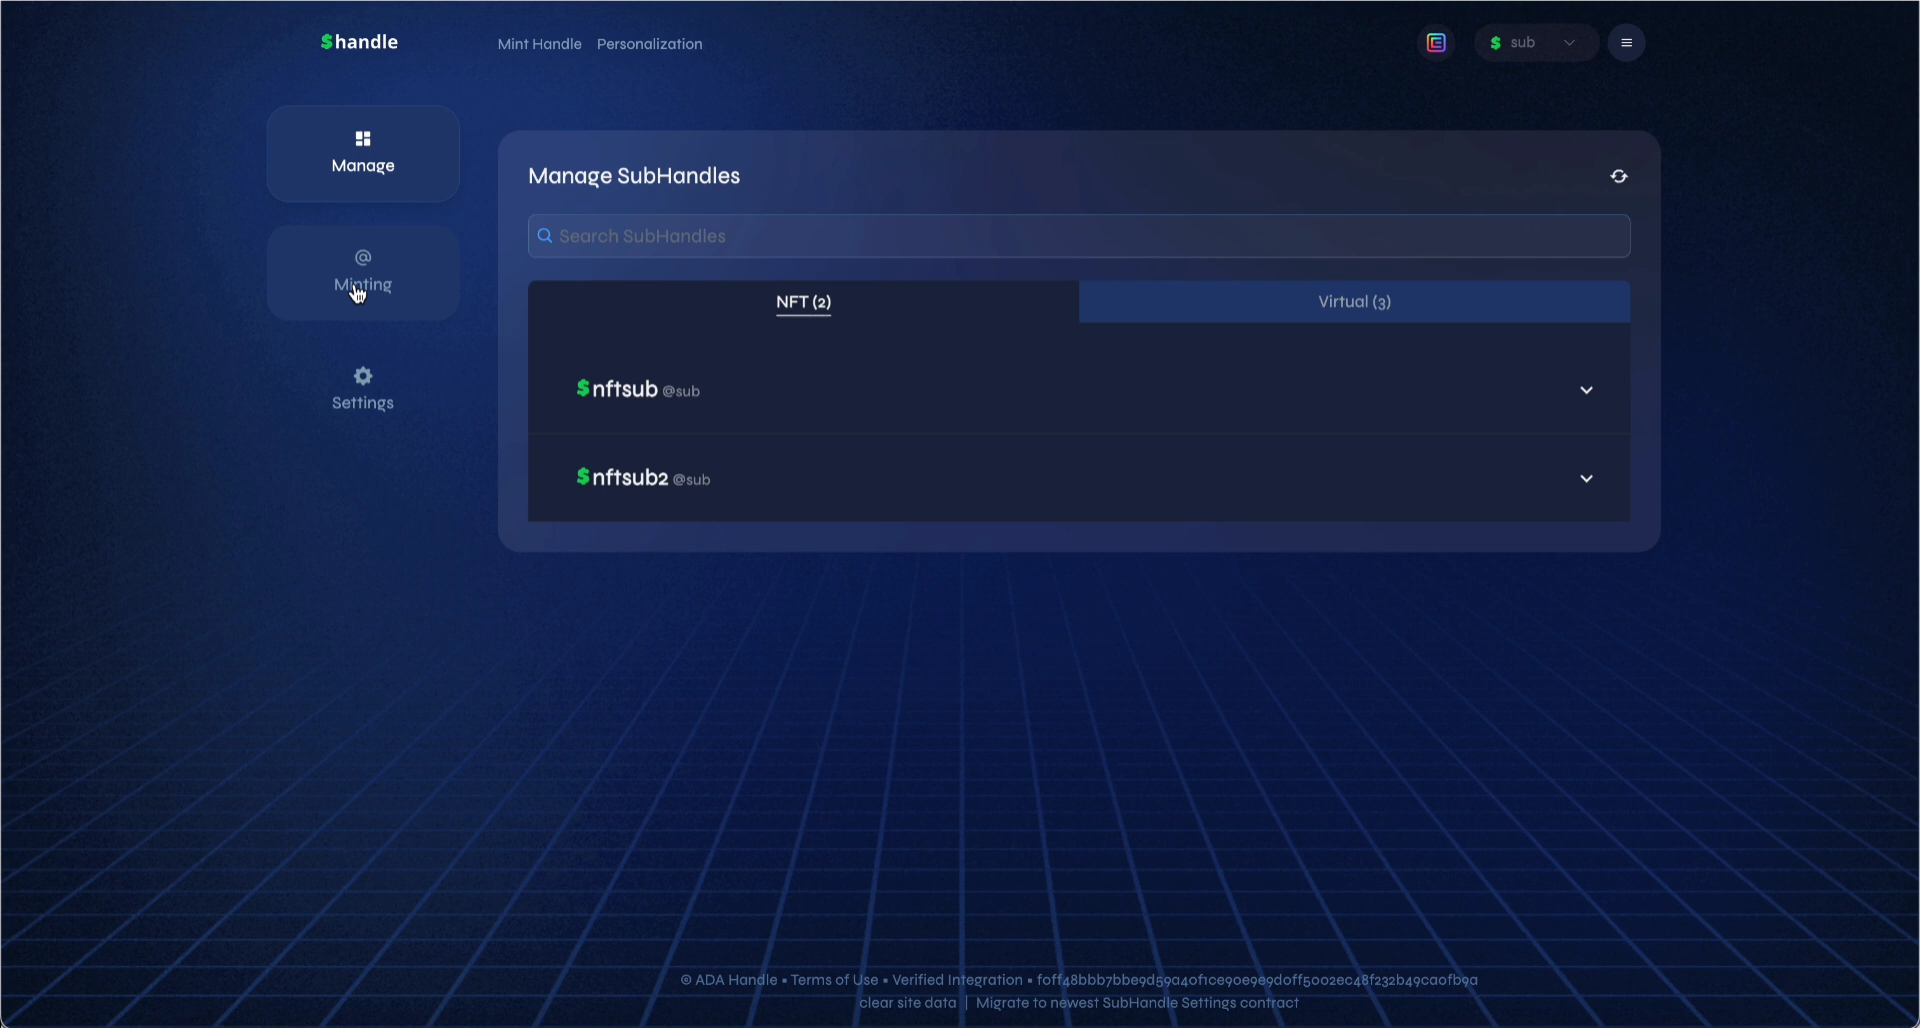 $handle
Mint Handle
Personalization
$ sub
Manage
@
Minting
Settings
Manage SubHandles
Search SubHandles
NFT (2)
Virtual (3)
$nftsub @sub
$nftsub2 @sub
© ADA Handle • Terms of Use • Verified Integration • f0ff48bbb7bbe9d59a40f1ce90e9e9d0ff5002ec48f232b49ca0fb9a
clear site data | Migrate to newest SubHandle Settings contract